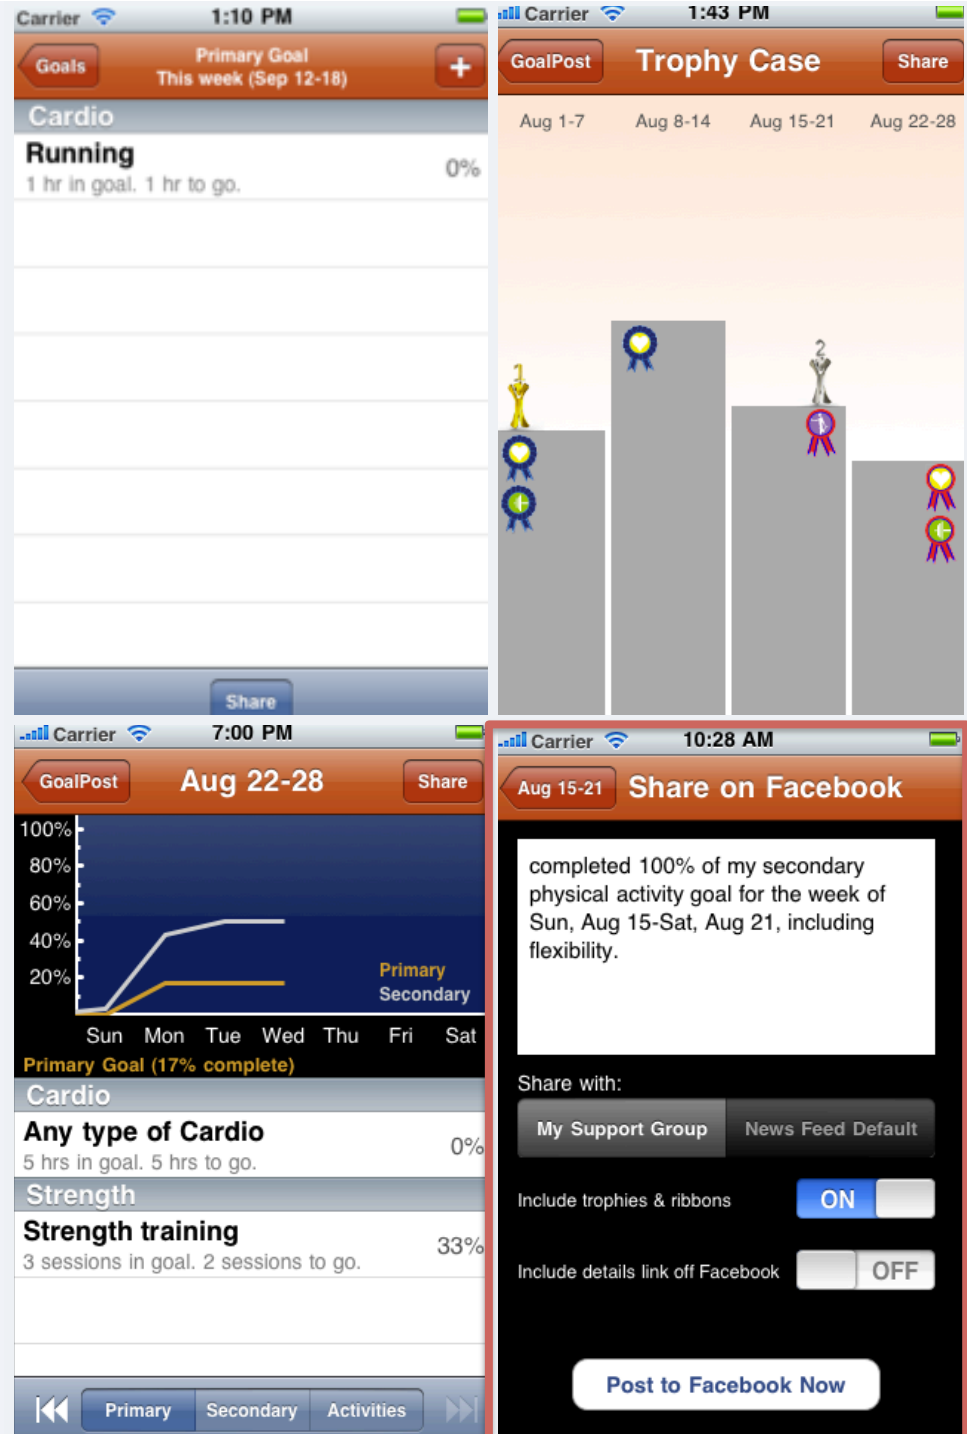 Carrier 1:10 PM
Goals
Primary Goal
This week (Sep 12-18)
+
Cardio
Running
0%
1 hr in goal. 1 hr to go.
Share
Carrier 1:43 PM
GoalPost Trophy Case Share
Aug 1-7 Aug 8-14 Aug 15-21 Aug 22-28
1
2
Carrier 7:00 PM
GoalPost Aug 22-28 Share
100%
80%
60%
40%
20%
Primary
Secondary
Sun Mon Tue Wed Thu Fri Sat
Primary Goal (17% complete)
Cardio
Any type of Cardio
0%
5 hrs in goal. 5 hrs to go.
Strength
Strength training
33%
3 sessions in goal. 2 sessions to go.
Primary Secondary Activities
Carrier 10:28 AM
Aug 15-21 Share on Facebook
completed 100% of my secondary
physical activity goal for the week of
Sun, Aug 15-Sat, Aug 21, including
flexibility.
Share with:
My Support Group News Feed Default
Include trophies & ribbons ON
Include details link off Facebook OFF
Post to Facebook Now